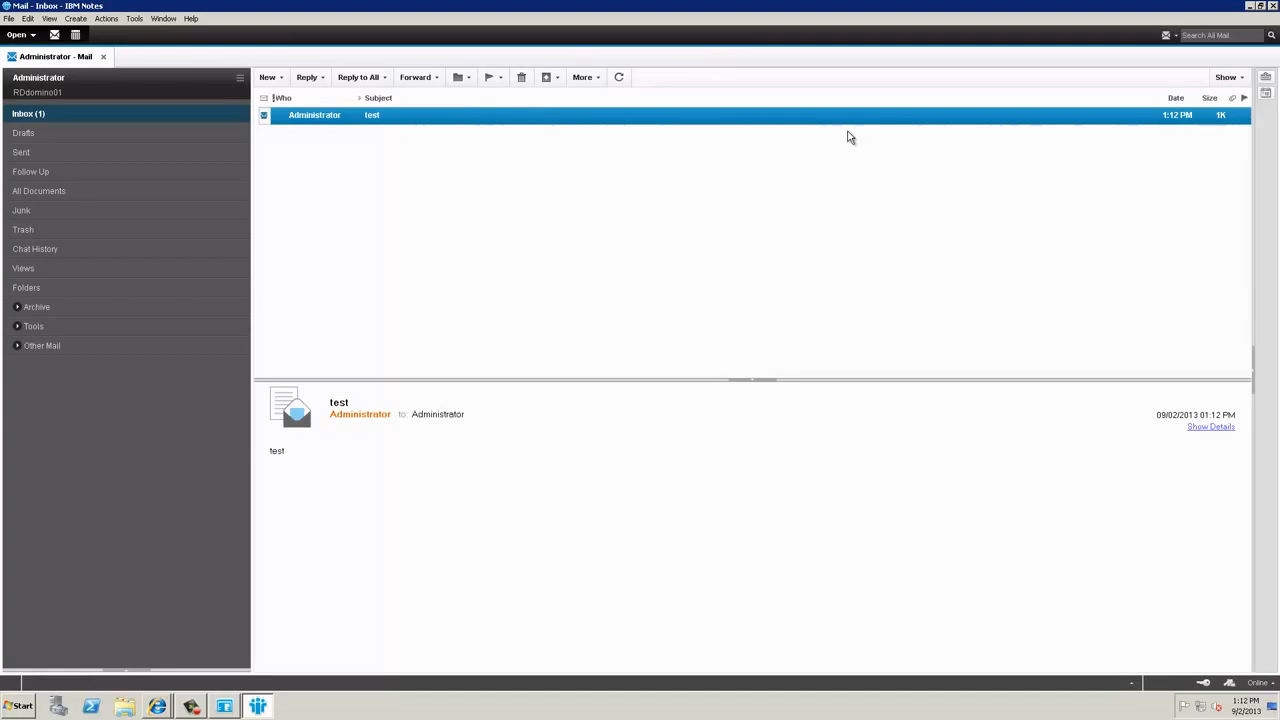 Mail - Inbox - IBM Notes
File Edit View Create Actions Tools Window Help
Open Search All Mail
Administrator - Mail
Administrator
RDdomino01
New Reply Reply to All Forward More Show
Who Subject Date Size
Administrator test 1:12 PM 1K
Inbox (1)
Drafts
Sent
Follow Up
All Documents
Junk
Trash
Chat History
Views
Folders
Archive
Tools
Other Mail
test
Administrator to: Administrator 09/02/2013 01:12 PM
Show Details
test
Online
Start 1:12 PM
9/2/2013